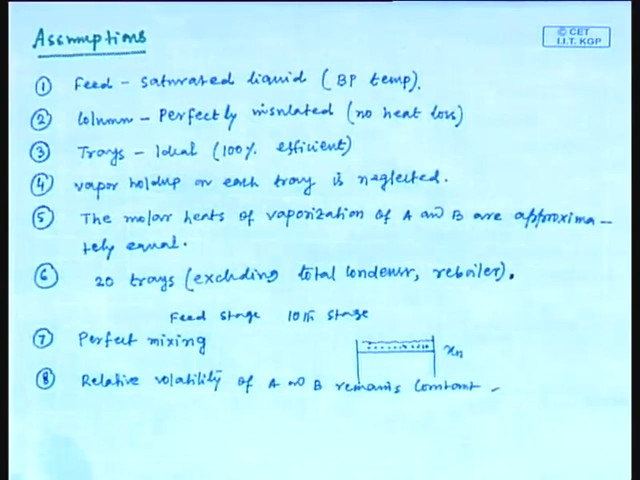 Assumptions
© CET
I.I.T. KGP
① Feed - saturated liquid (BP temp).
② Column - Perfectly insulated (no heat loss)
③ Trays - Ideal (100% efficient)
④ vapor holdup on each tray is neglected.
⑤ The molar heats of vaporization of A and B are approxima-
tely equal.
⑥ 20 trays (excluding total condenser, reboiler).
Feed stage 10th stage
⑦ Perfect mixing
xn
⑧ Relative volatility of A and B remains constant -